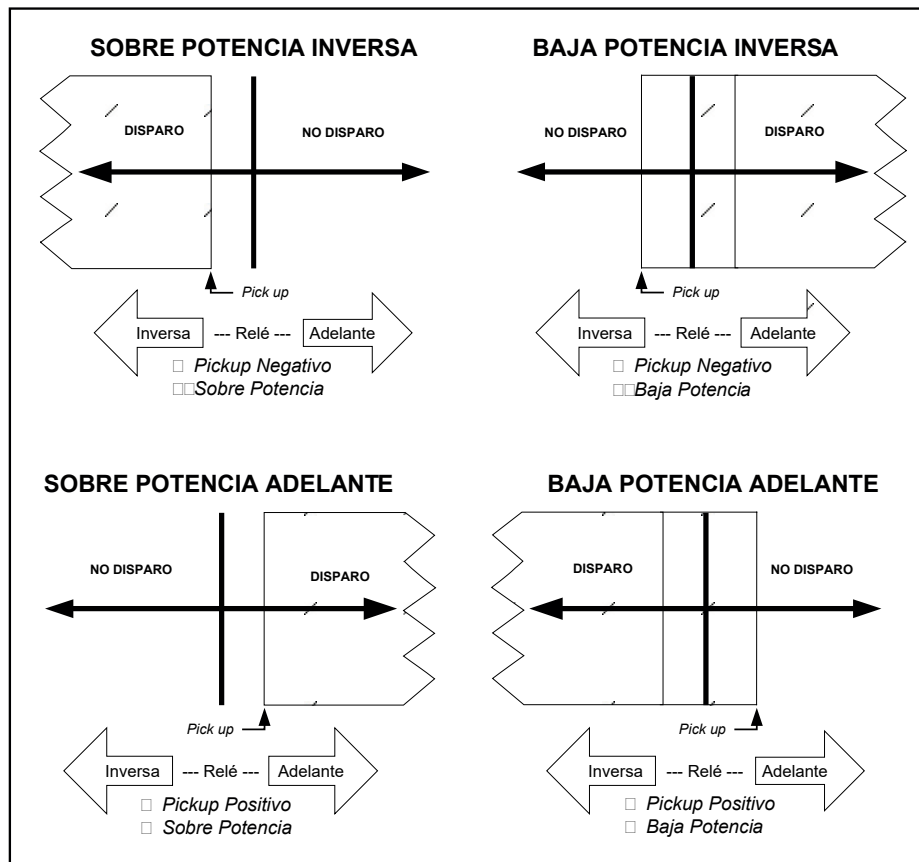 SOBRE POTENCIA INVERSA
DISPARO
NO DISPARO
Pick up
Inversa
--- Relé ---
Adelante
Pickup Negativo
Sobre Potencia
BAJA POTENCIA INVERSA
NO DISPARO
DISPARO
Pick up
Inversa
--- Relé ---
Adelante
Pickup Negativo
Baja Potencia
SOBRE POTENCIA ADELANTE
NO DISPARO
DISPARO
Pick up
Inversa
--- Relé ---
Adelante
Pickup Positivo
Sobre Potencia
BAJA POTENCIA ADELANTE
DISPARO
NO DISPARO
Pick up
Inversa
--- Relé ---
Adelante
Pickup Positivo
Baja Potencia